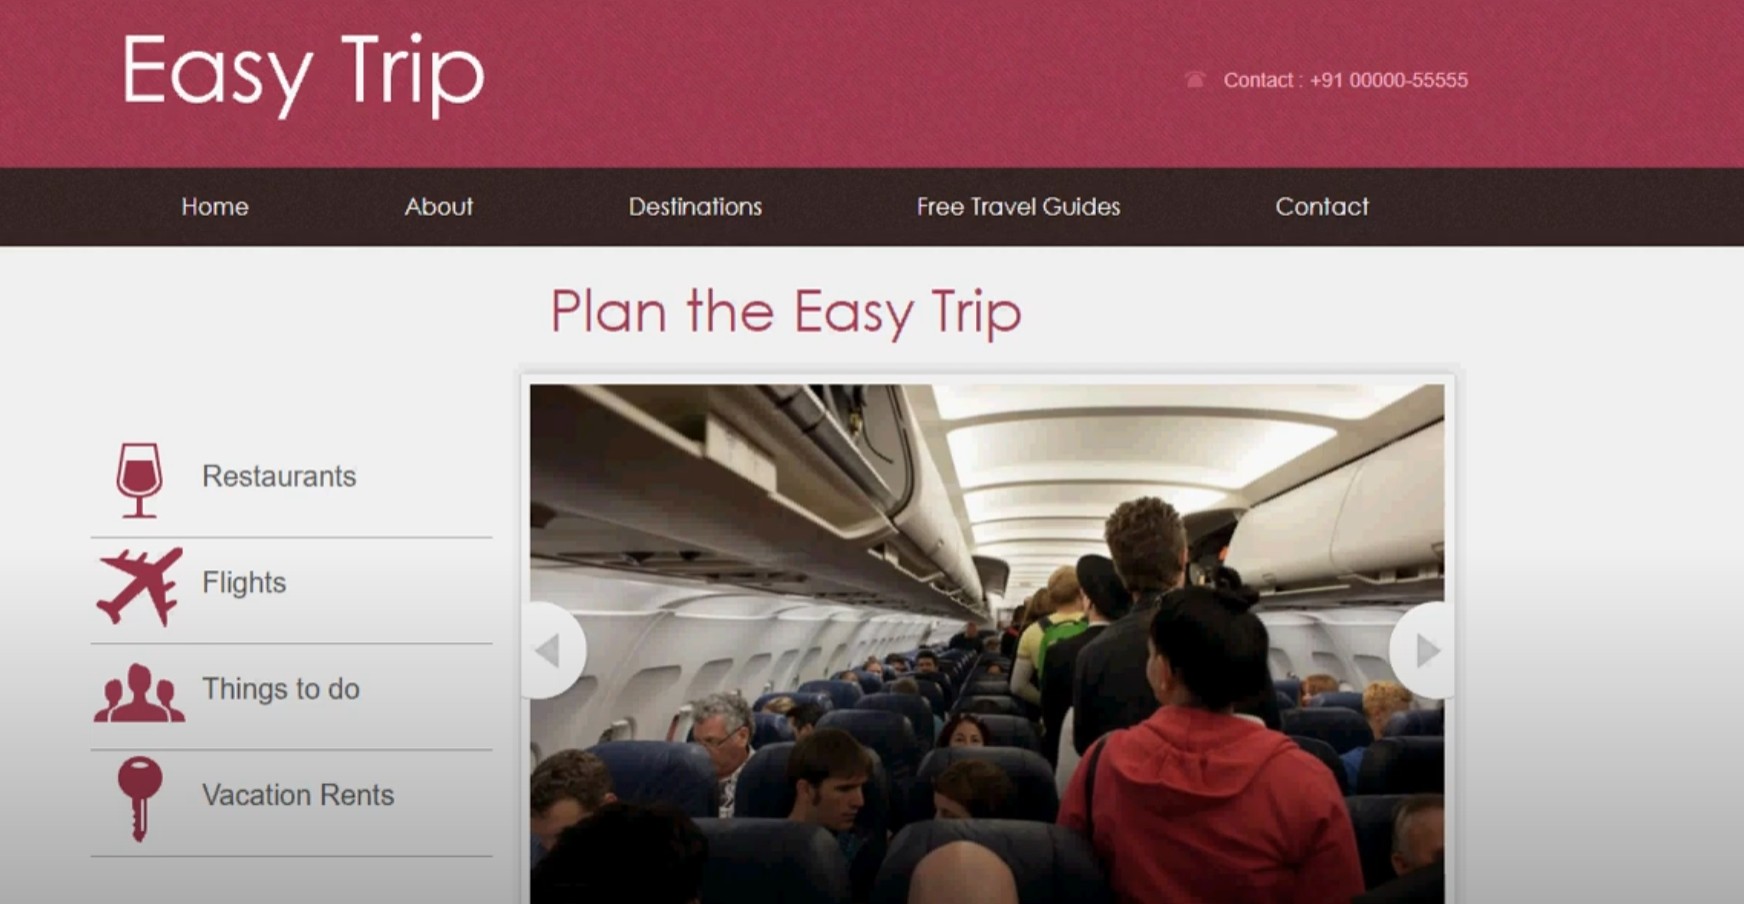 Easy Trip
Contact : +91 00000-55555
Home About Destinations Free Travel Guides Contact
Plan the Easy Trip
Restaurants
Flights
Things to do
Vacation Rents